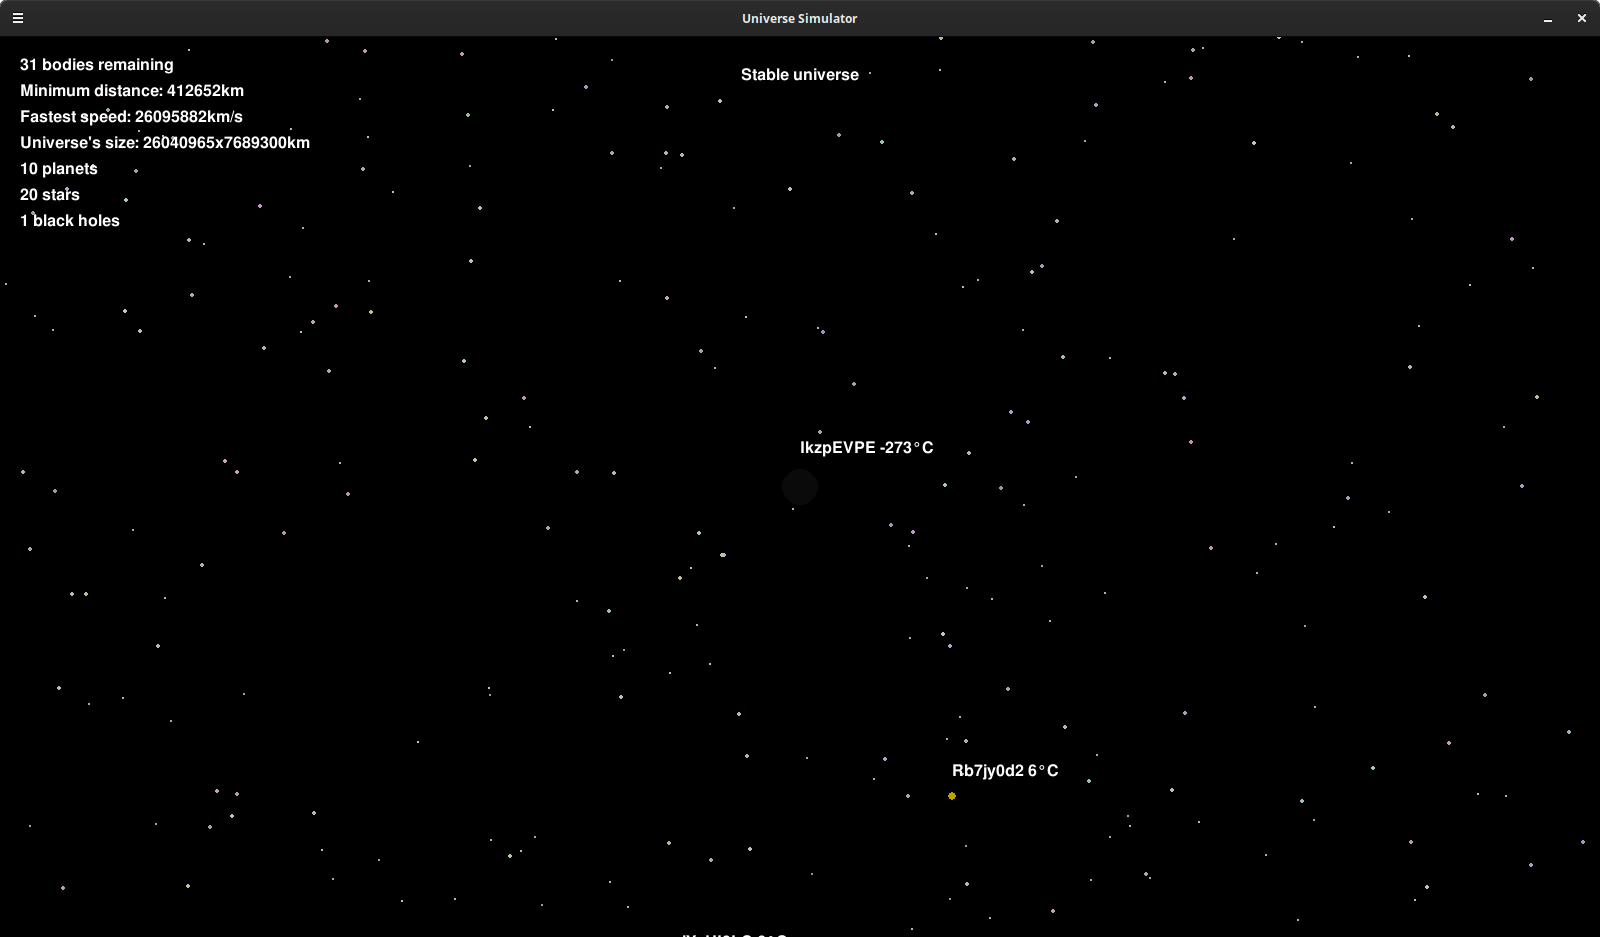 Universe Simulator
31 bodies remaining
Stable universe
Minimum distance: 412652km
Fastest speed: 26095882km/s
Universe's size: 26040965x7689300km
10 planets
20 stars
1 black holes
IkzpEVPE -273°C
Rb7jy0d2 6°C